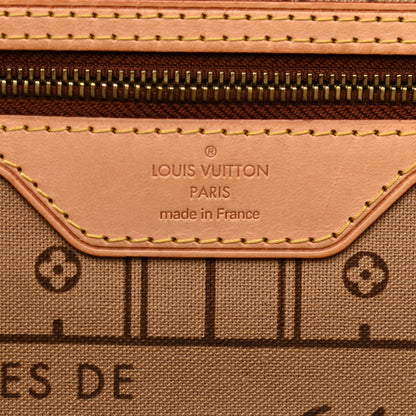 ®
LOUIS VUITTON
PARIS
made in France
ES DE